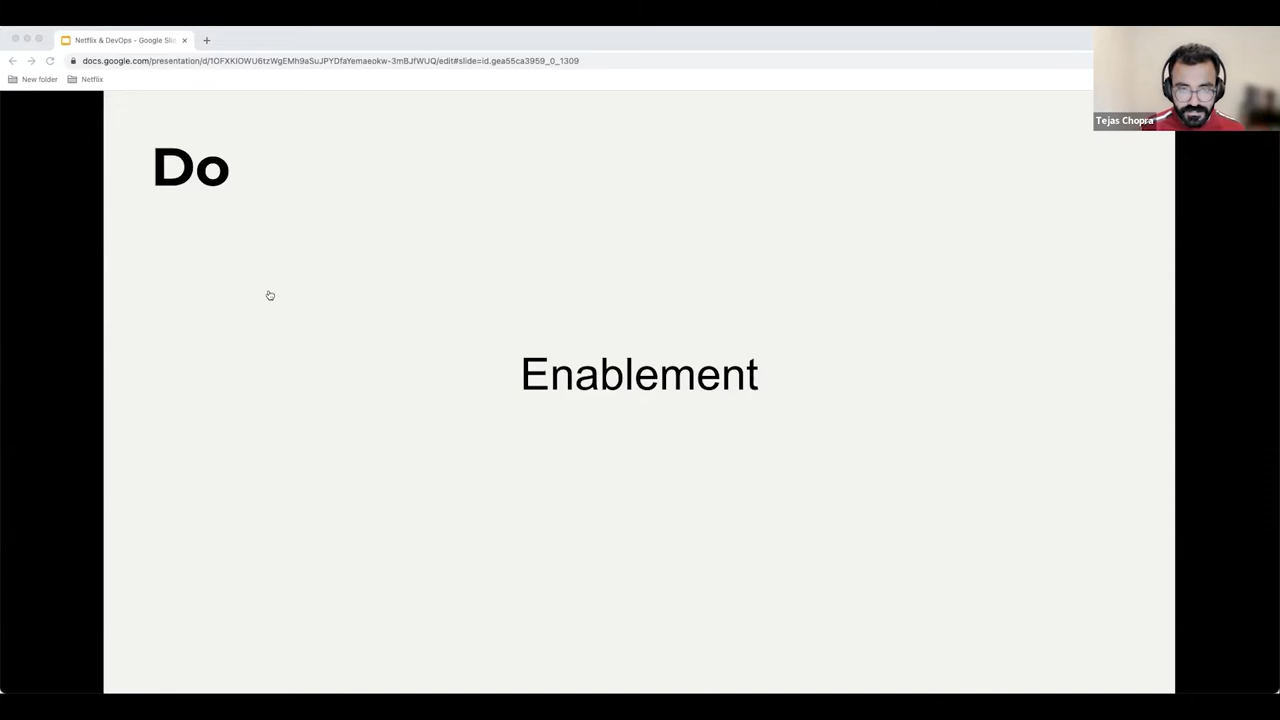 Netflix & DevOps - Google Sli
docs.google.com/presentation/d/1OFXKIOWU6tzWgEMh9aSuJPYDfaYemaeokw-3mBJfWUQ/edit#slide=id.gea55ca3959_0_1309
New folder
Netflix
Tejas Chopra
Do
Enablement